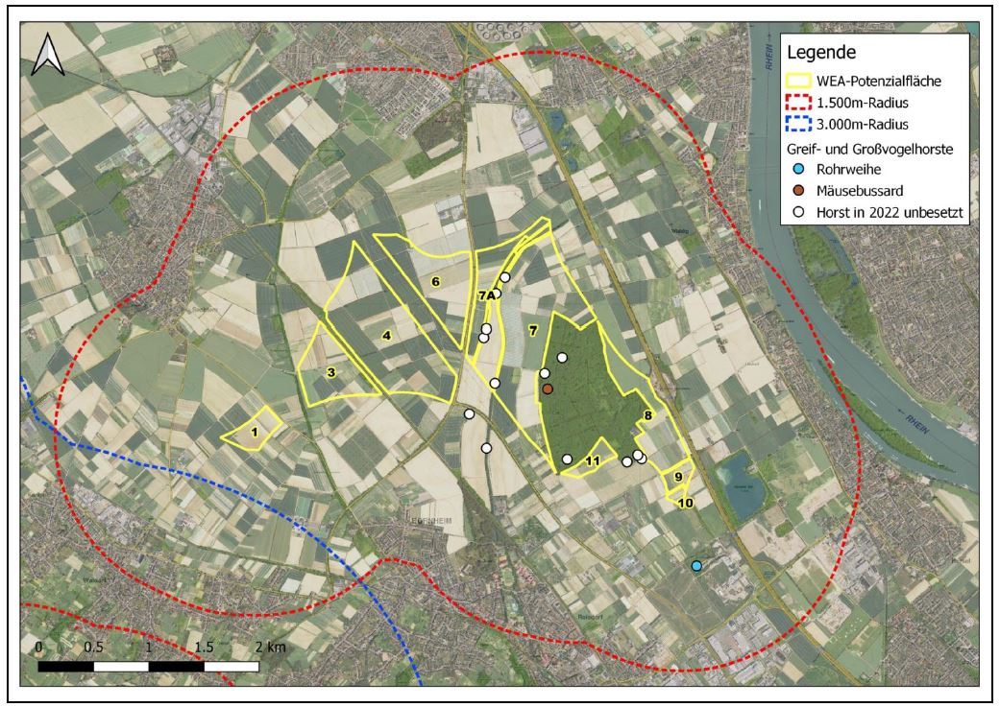 Legende
WEA-Potenzialfläche
1.500m-Radius
3.000m-Radius
Greif- und Großvogelhorste
Rohrweihe
Mäusebussard
Horst in 2022 unbesetzt
RHEIN
RHEIN
6
7A
4
7
3
8
1
11
9
10
Roisdorf
0 0.5 1 1.5 2 km